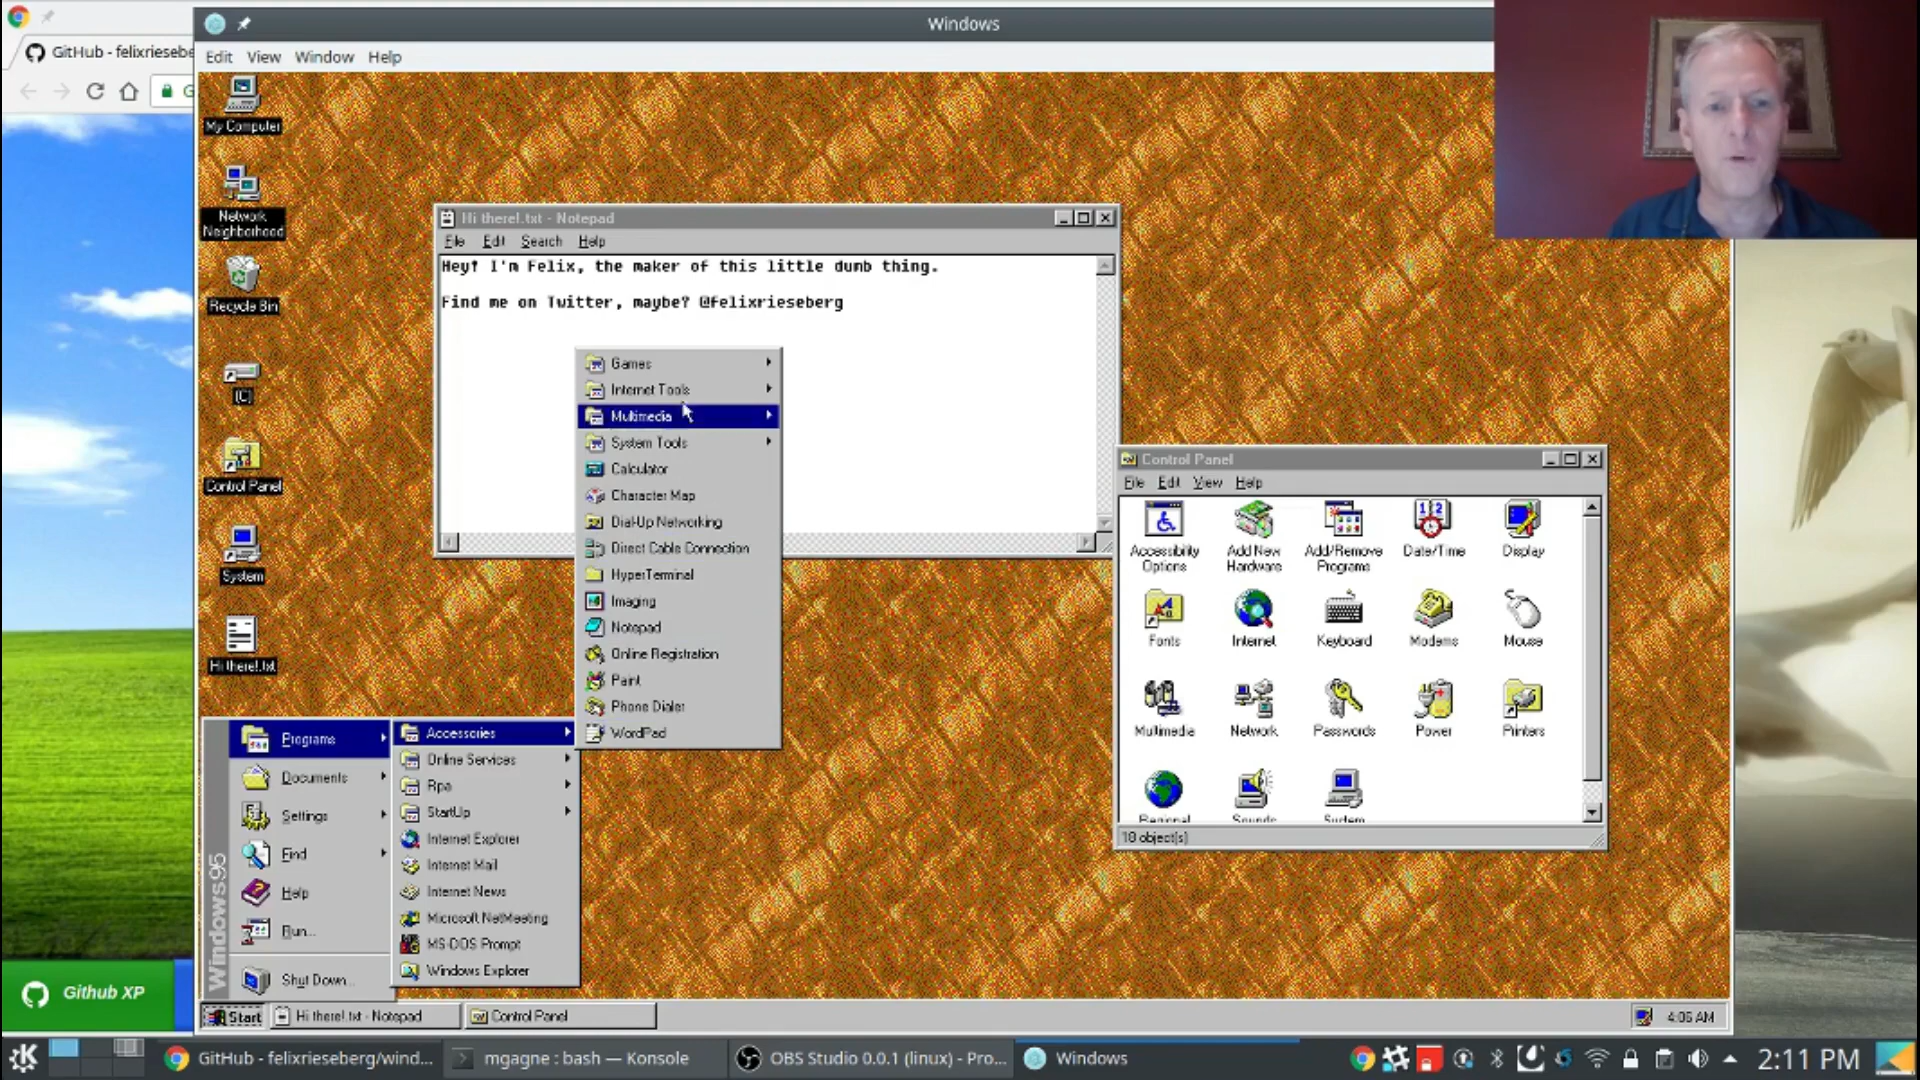 Windows
GitHub - felixriesebe
Edit View Window Help
G
My Computer
Network
Neighborhood
Recycle Bin
(C)
Control Panel
System
Hi there!.txt
Hi there!.txt - Notepad
File Edit Search Help
Hey! I'm Felix, the maker of this little dumb thing.
Find me on Twitter, maybe? @felixrieseberg
Games
Internet Tools
Multimedia
System Tools
Calculator
Character Map
Dial-Up Networking
Direct Cable Connection
HyperTerminal
Imaging
Notepad
Online Registration
Paint
Phone Dialer
WordPad
Control Panel
File Edit View Help
Accessibility
Options
Add New
Hardware
Add/Remove
Programs
Date/Time
Display
Fonts
Internet
Keyboard
Modems
Mouse
Multimedia
Network
Passwords
Power
Printers
Regional
Sounds
System
18 object(s)
Programs
Documents
Settings
Find
Help
Run...
Shut Down...
Windows95
Accessories
Online Services
Rpa
StartUp
Internet Explorer
Internet Mail
Internet News
Microsoft NetMeeting
MS-DOS Prompt
Windows Explorer
Github XP
Start
Hi there!.txt - Notepad
Control Panel
4:06 AM
GitHub - felixrieseberg/wind...
mgagne : bash — Konsole
OBS Studio 0.0.1 (linux) - Pro...
Windows
2:11 PM